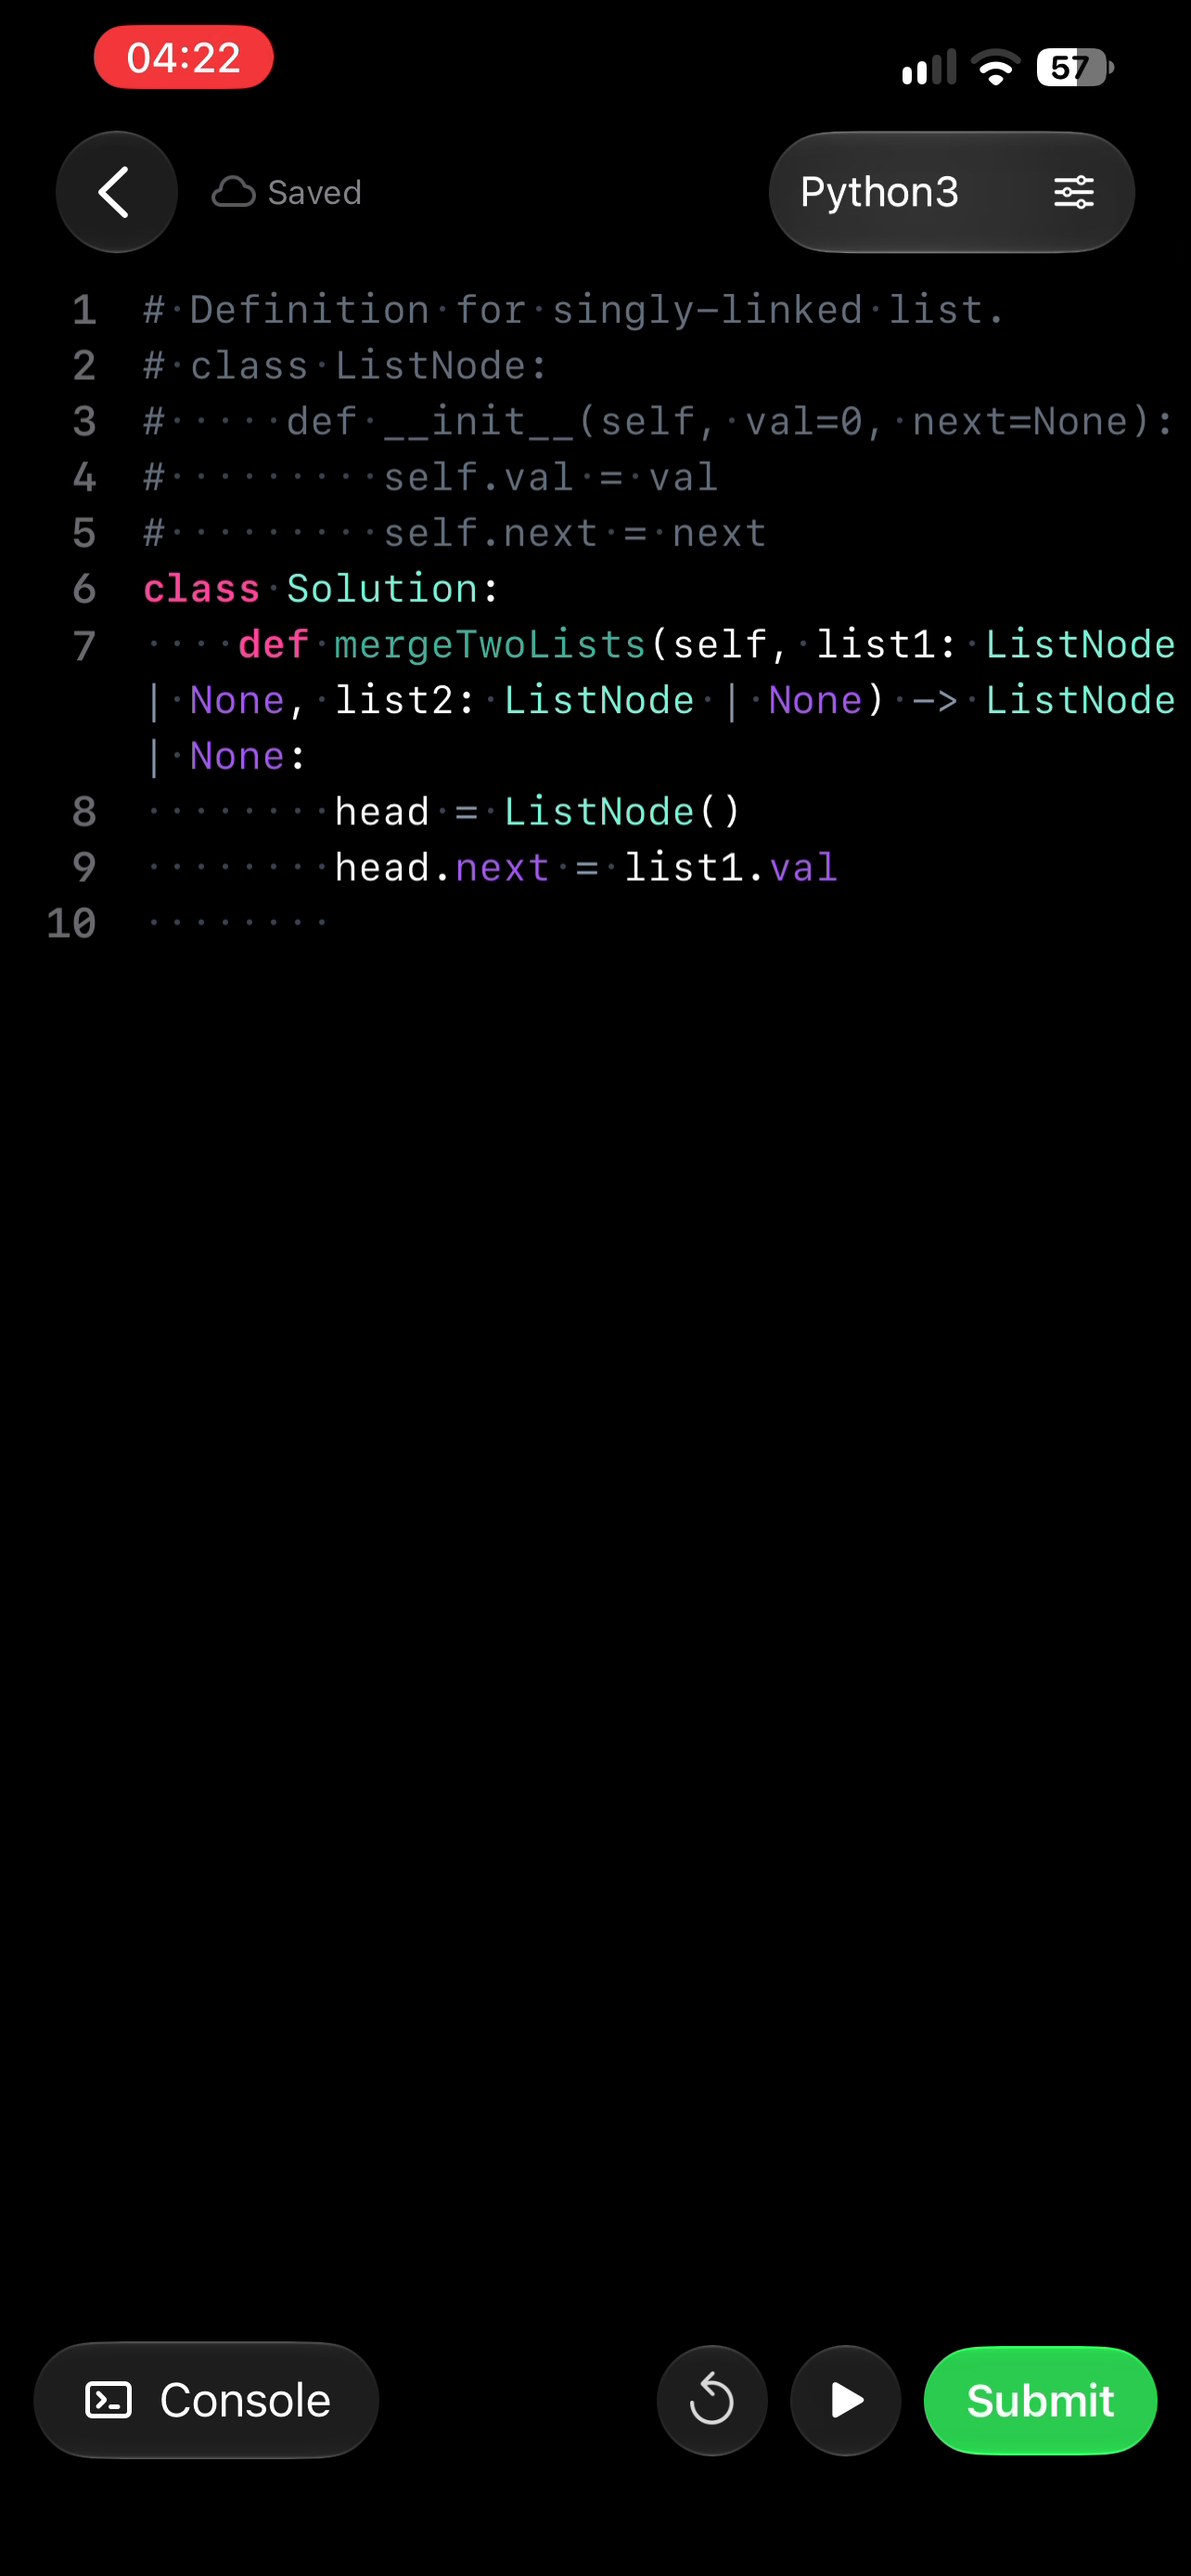 04:22
57
Saved
Python3
1 # Definition for singly-linked list.
2 # class ListNode:
3 #     def __init__(self, val=0, next=None):
4 #         self.val = val
5 #         self.next = next
6 class Solution:
7     def mergeTwoLists(self, list1: ListNode
| None, list2: ListNode | None) -> ListNode
| None:
8         head = ListNode()
9         head.next = list1.val
10
Console
Submit